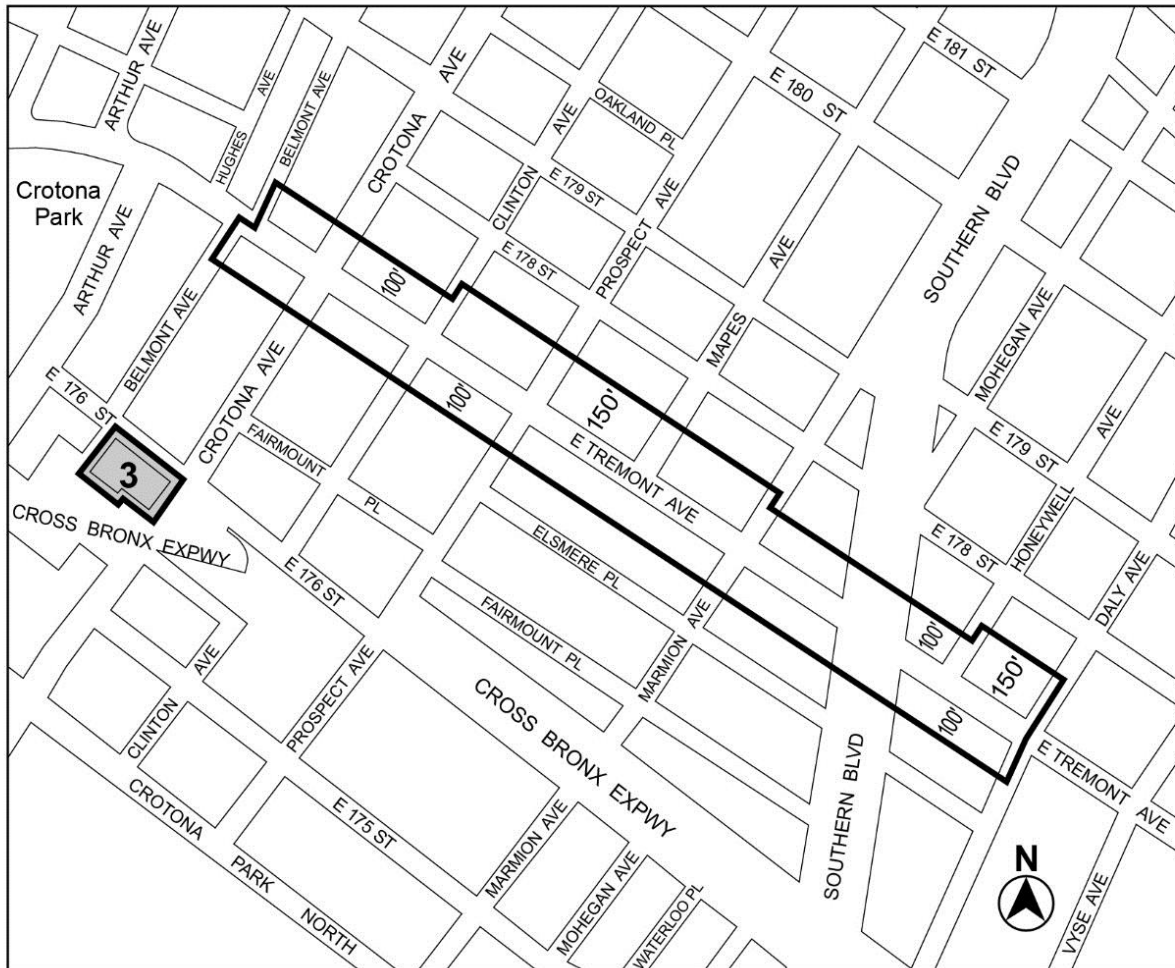 ARTHUR AVE
HUGHES AVE
BELMONT AVE
CROTONA AVE
CLINTON AVE
OAKLAND PL
E 180 ST
E 181 ST
Crotona
Park
ARTHUR AVE
BELMONT AVE
E 179 ST
E 178 ST
PROSPECT AVE
MAPES AVE
SOUTHERN BLVD
MOHEGAN AVE
E 179 ST
HONEYWELL AVE
E 178 ST
DALY AVE
100'
100'
150'
E TREMONT AVE
E 176 ST
3
CROTONA AVE
FAIRMOUNT PL
CROSS BRONX EXPWY
E 176 ST
ELSMERE PL
FAIRMOUNT PL
MARMION AVE
100'
150'
100'
E TREMONT AVE
CLINTON AVE
PROSPECT AVE
CROSS BRONX EXPWY
SOUTHERN BLVD
CROTONA PARK NORTH
E 175 ST
MARMION AVE
MOHEGAN AVE
WATERLOO PL
N
VYSE AVE